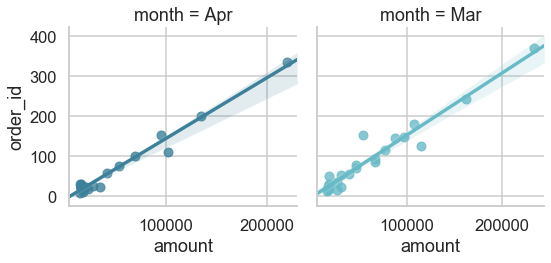 month = Apr
month = Mar
400
300
200
100
0
order_id
100000
200000
100000
200000
amount
amount